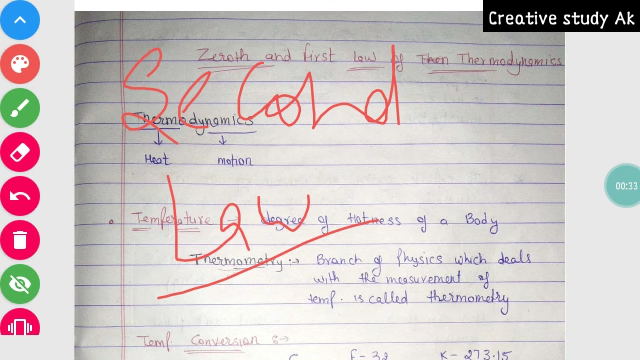 Creative study Ak
Zeroth and first low of Then Thermodynamics
Second
Thermodynamics
Heat motion
00:33
Law
Temperature → degree of Hotness of a Body
Thermometry :- Branch of Physics which deals
with the measurement of
temp. is called thermometry
Temp. Conversion :-
F-32 K-273.15